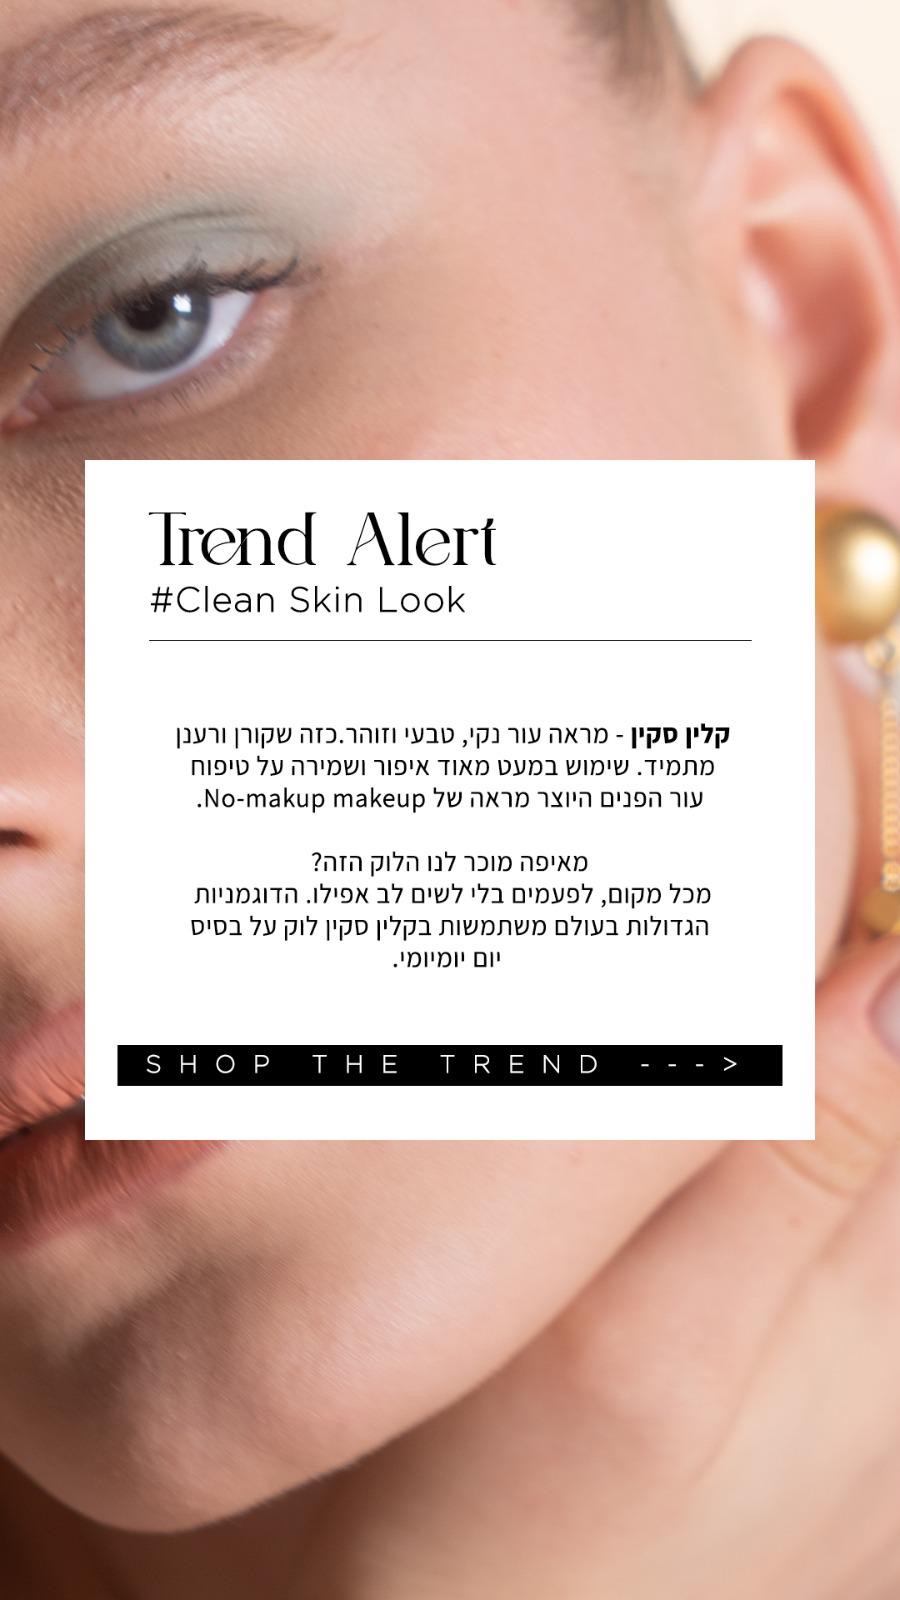 Trend Alert
#Clean Skin Look
קלין סקין - מראה עור נקי, טבעי וזוהר.כזה שקורן ורענן
מתמיד. שימוש במעט מאוד איפור ושמירה על טיפוח
עור הפנים היוצר מראה של No-makup makeup.
מאיפה מוכר לנו הלוק הזה?
מכל מקום, לפעמים בלי לשים לב אפילו. הדוגמניות
הגדולות בעולם משתמשות בקלין סקין לוק על בסיס
יום יומיומי.
SHOP THE TREND --->